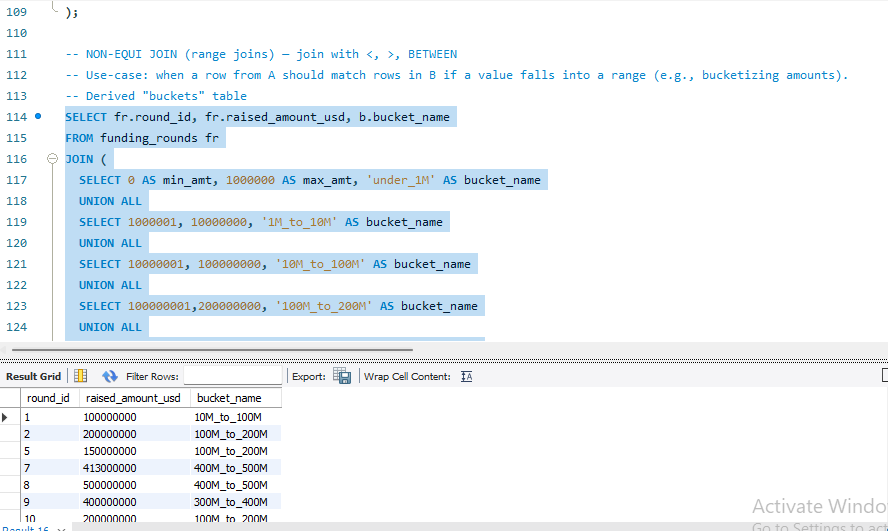 109 );
110
111 -- NON-EQUI JOIN (range joins) — join with <, >, BETWEEN
112 -- Use-case: when a row from A should match rows in B if a value falls into a range (e.g., bucketizing amounts).
113 -- Derived "buckets" table
114 SELECT fr.round_id, fr.raised_amount_usd, b.bucket_name
115 FROM funding_rounds fr
116 JOIN (
117 SELECT 0 AS min_amt, 1000000 AS max_amt, 'under_1M' AS bucket_name
118 UNION ALL
119 SELECT 1000001, 10000000, '1M_to_10M' AS bucket_name
120 UNION ALL
121 SELECT 10000001, 100000000, '10M_to_100M' AS bucket_name
122 UNION ALL
123 SELECT 100000001,200000000, '100M_to_200M' AS bucket_name
124 UNION ALL
Result Grid Filter Rows: Export: Wrap Cell Content: IA
round_id raised_amount_usd bucket_name
1 100000000 10M_to_100M
2 200000000 100M_to_200M
5 150000000 100M_to_200M
7 413000000 400M_to_500M
8 500000000 400M_to_500M
9 400000000 300M_to_400M
10 200000000 100M_to_200M
Activate Windo
Go to Settings to act
Result 16